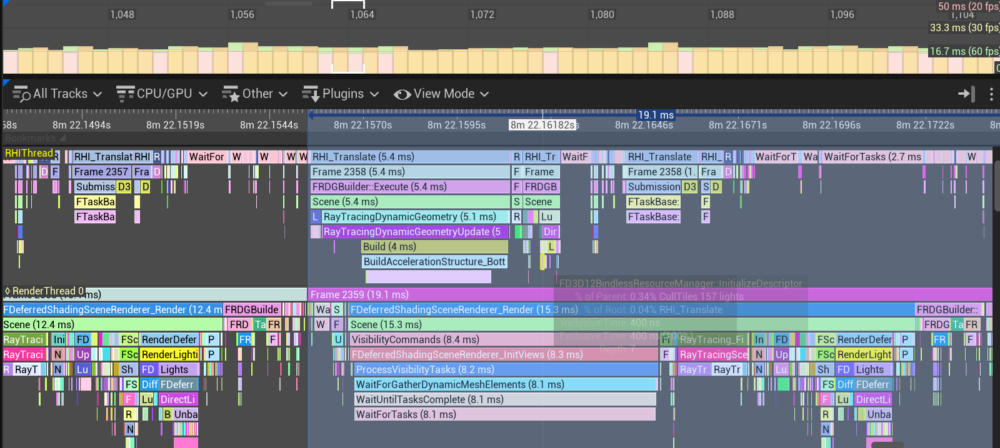 50 ms (20 fps)
1,048 1,056 1,064 1,072 1,080 1,088 1,096 1,104
33.3 ms (30 fps)
16.7 ms (60 fps)
All Tracks CPU/GPU Other Plugins View Mode
19.1 ms
58s 8m 22.1494s 8m 22.1519s 8m 22.1544s 8m 22.1570s 8m 22.1595s 8m 22.16182s 8m 22.1646s 8m 22.1671s 8m 22.1696s 8m 22.1722s 8m
Bookmarks
RHIThread R RHI_Translat RHI R WaitFor W W W W RHI_Translate (5.4 ms) R RHI_Tr WaitF RHI_Translate RHI_ R WaitForT Wa WaitForTasks (2.7 ms) W
D F Frame 2357 Fra D Frame 2358 (5.4 ms) F Frame Frame 2358 (1. Fra D
Submiss D3 D FRDGBuilder::Execute (5.4 ms) F FRDGB Submission D3 S D
FTaskBa Scene (5.4 ms) S Scene FTaskBase: F
FTaskBa L RayTracingDynamicGeometry (5.1 ms) R Lu FTaskBase: F
RayTracingDynamicGeometryUpdate (5 Dir
Build (4 ms) L
BuildAccelerationStructure_Bott
FD3D12BindlessResourceManager::InitializeDescriptor
RenderThread 0 ms) Frame 2359 (19.1 ms)
% of Parent: 0.34% CullTiles 157 lights
FDeferredShadingSceneRenderer_Render (12.4 m FRDGBuilde Wa S FDeferredShadingSceneRenderer_Render (15.3 ms) FRDGBuilder::
% of Root: 0.04% RHI_Translate
Scene (12.4 ms) FRD Ta FR W F Scene (15.3 ms) FRDG Ta FR
Inclusive Time: 400 ns
Exclusive Time: 400 ns (100%)
RayTraci Ini FD FSc RenderDefer P FR F U VisibilityCommands (8.4 ms) Fi RayTracing_Fi In FD FSc RenderDefer P FR F
Depth: 7
RayTraci N Up FSc RenderLighti P FDeferredShadingSceneRenderer_InitViews (8.3 ms) F RayTracingSce N Up FSc RenderLight P
R RayT N Lu Sh FD Lights ProcessVisibilityTasks (8.2 ms) RayTr RayTr N Lu Sh FD Lights
FS Diff FDeferr WaitForGatherDynamicMeshElements (8.1 ms) FS Diff FDeferr
F Lu DirectLi WaitUntilTasksComplete (8.1 ms) F Lu DirectLi
R B Unba WaitForTasks (8.1 ms) R Unba
N N